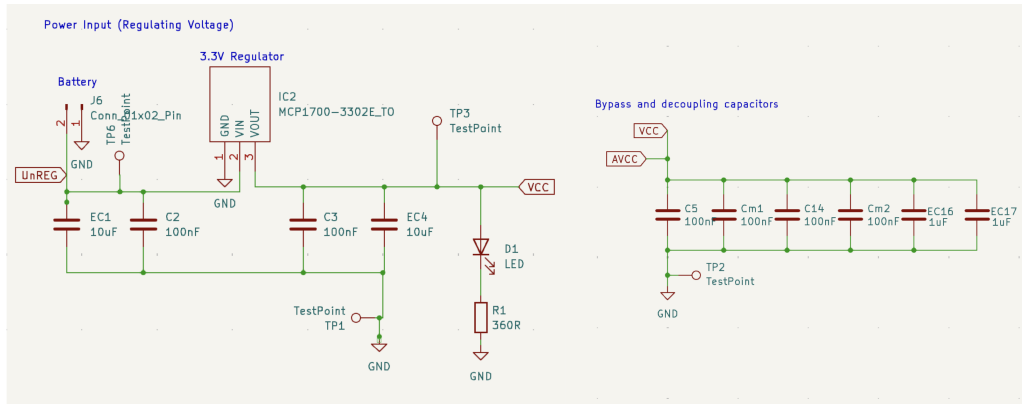 Power Input (Regulating Voltage)
3.3V Regulator
Battery
J6
Conn_01x02_Pin
2
1
GND
TP6
TestPoint
UnREG
IC2
MCP1700-3302E_TO
GND
VIN
VOUT
1
2
3
GND
TP3
TestPoint
VCC
EC1
10uF
C2
100nF
C3
100nF
EC4
10uF
D1
LED
TestPoint
TP1
R1
360R
GND
GND
Bypass and decoupling capacitors
VCC
AVCC
C5
100nF
Cm1
100nF
C14
100nF
Cm2
100nF
EC16
1uF
EC17
1uF
TP2
TestPoint
GND